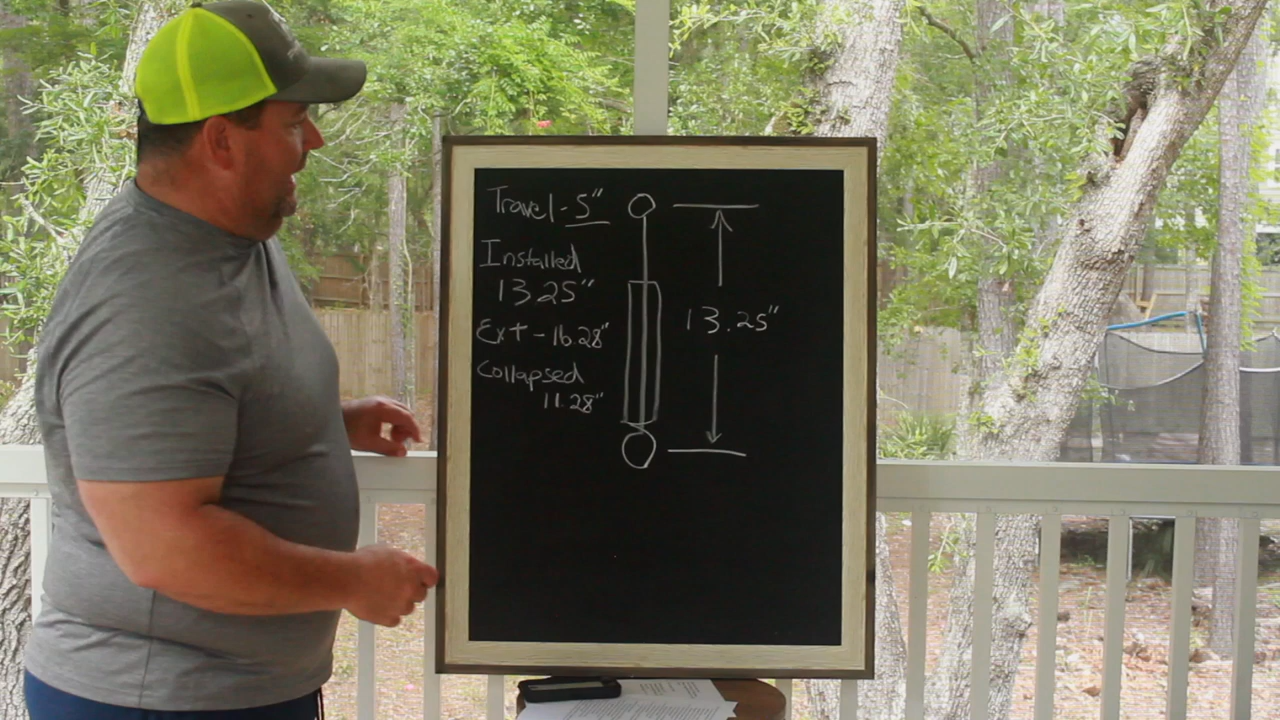 Travel - 5"
Installed
13.25"
Ext - 16.28"
Collapsed
11.28"
13.25"